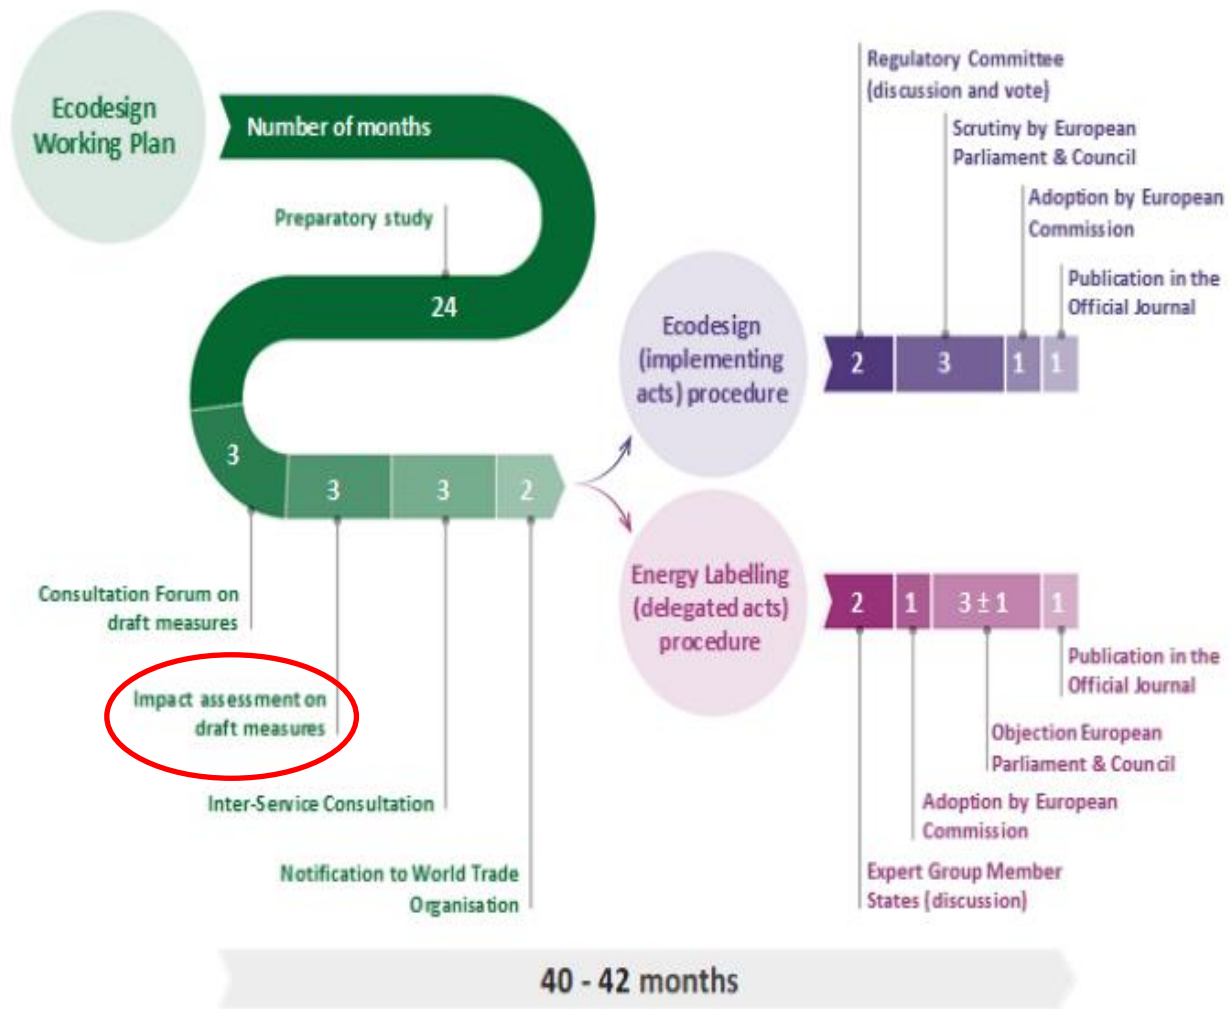 Ecodesign
Working Plan
Number of months
Preparatory study
24
3
3
3
2
Consultation Forum on
draft measures
Impact assessment on
draft measures
Inter-Service Consultation
Notification to World Trade
Organisation
Ecodesign
(implementing
acts) procedure
Regulatory Committee
(discussion and vote)
Scrutiny by European
Parliament & Council
Adoption by European
Commission
Publication in the
Official Journal
2
3
1
1
Energy Labelling
(delegated acts)
procedure
2
1
3 ± 1
1
Publication in the
Official Journal
Objection European
Parliament & Council
Adoption by European
Commission
Expert Group Member
States (discussion)
40 - 42 months